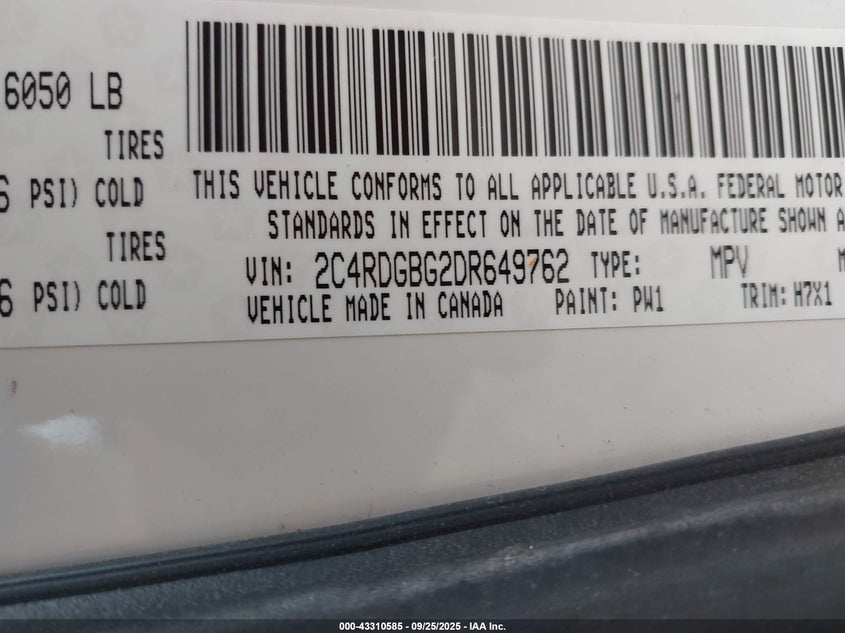 6050 LB
TIRES
PSI) COLD
THIS VEHICLE CONFORMS TO ALL APPLICABLE U.S.A. FEDERAL MOTOR
STANDARDS IN EFFECT ON THE DATE OF MANUFACTURE SHOWN A
TIRES
VIN: 2C4RDGBG2DR649762 TYPE: MPV
6 PSI) COLD
VEHICLE MADE IN CANADA PAINT: PW1 TRIM: H7X1
000-43310585 - 09/25/2025 - IAA Inc.